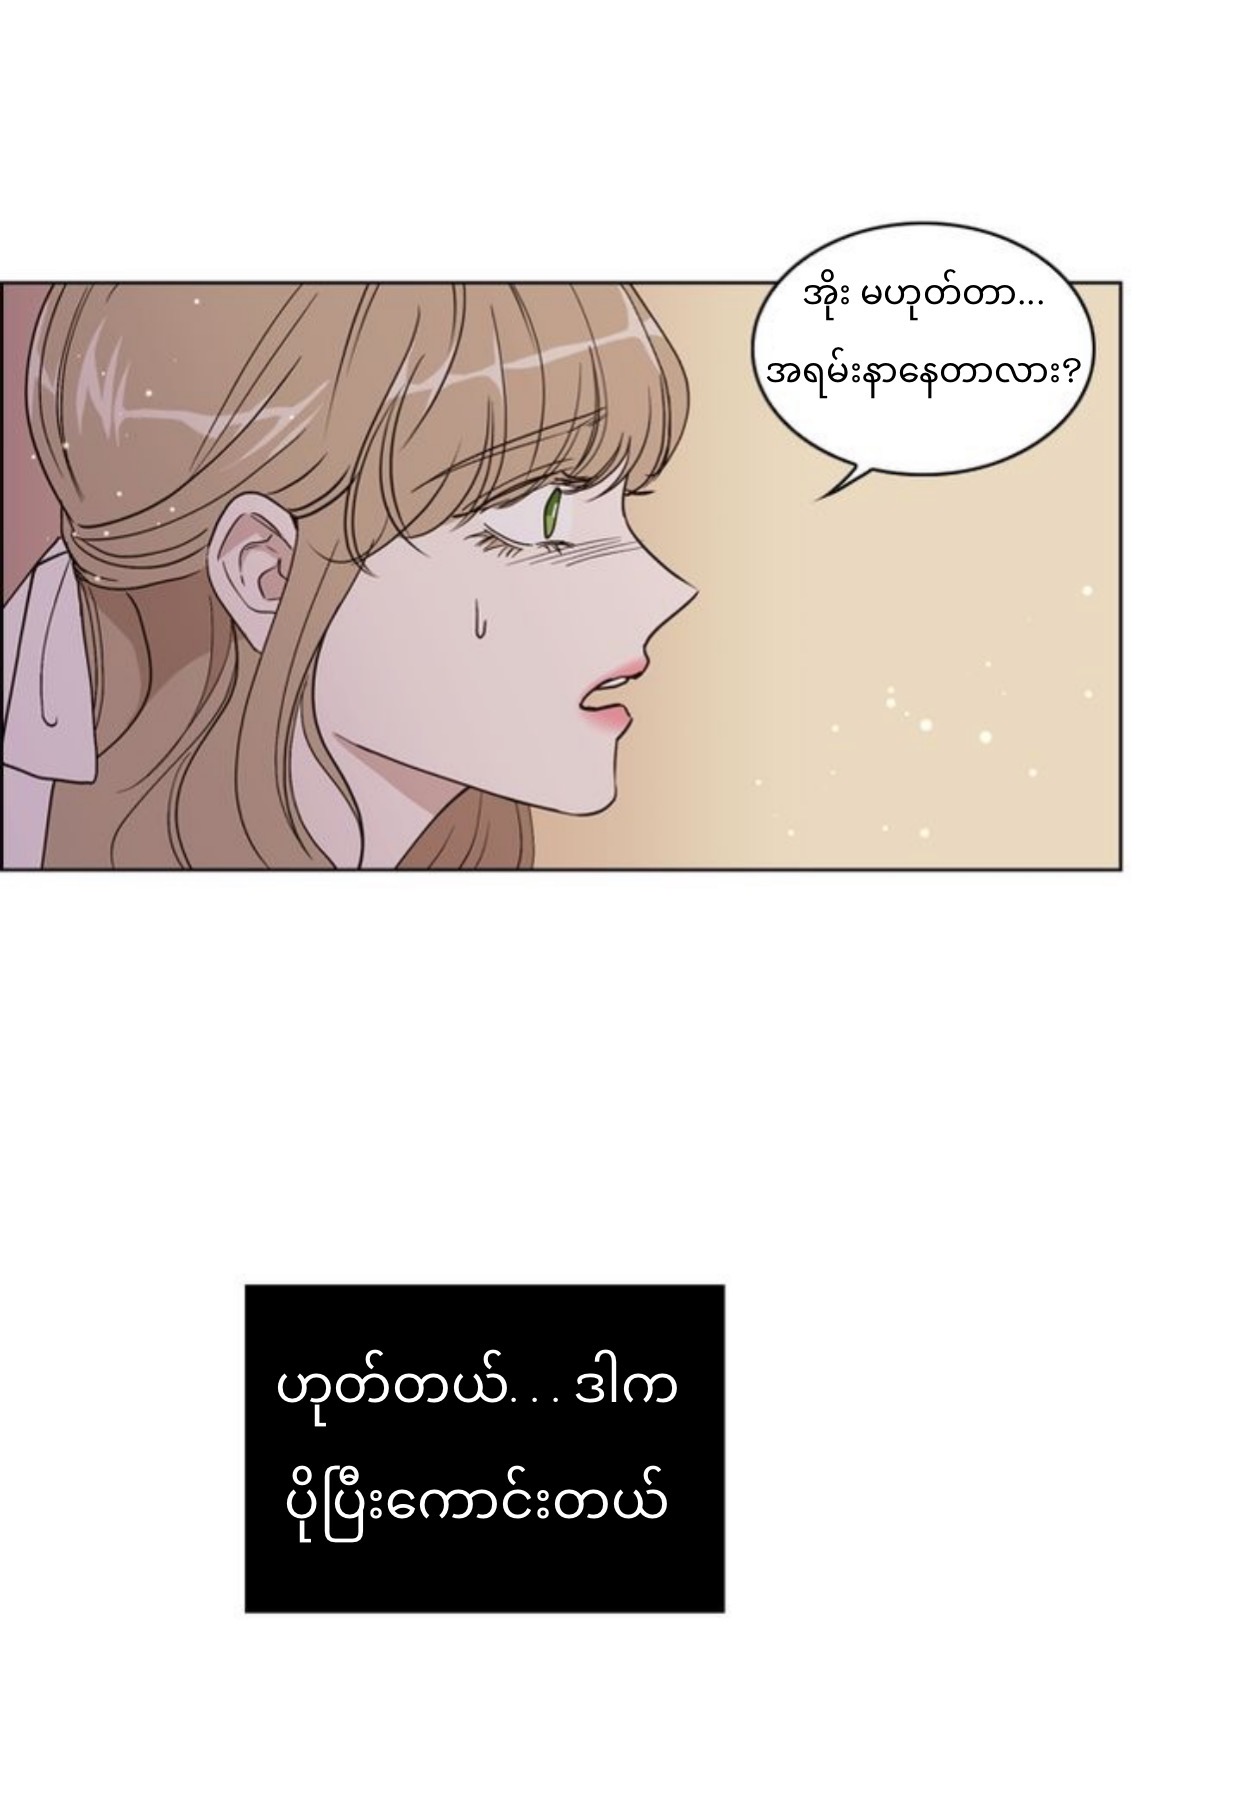 အိုး မဟုတ်တာ...
အရမ်းနာနေတာလား?
ဟုတ်တယ်... ဒါက
ပိုပြီးကောင်းတယ်